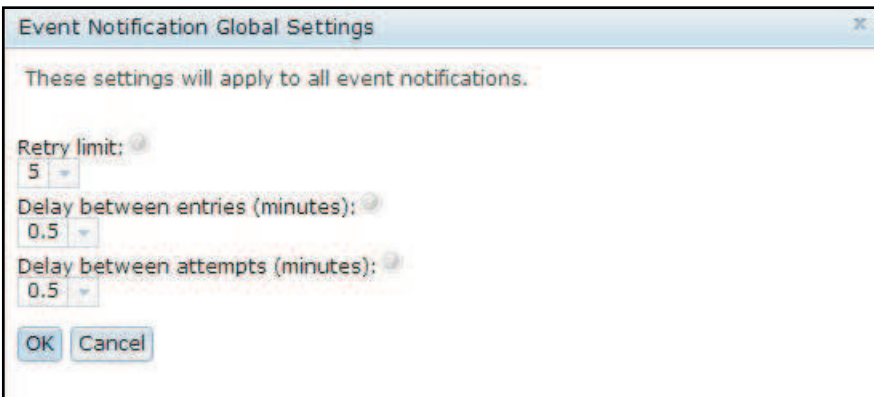 Event Notification Global Settings
These settings will apply to all event notifications.
Retry limit:
5
Delay between entries (minutes):
0.5
Delay between attempts (minutes):
0.5
OK Cancel